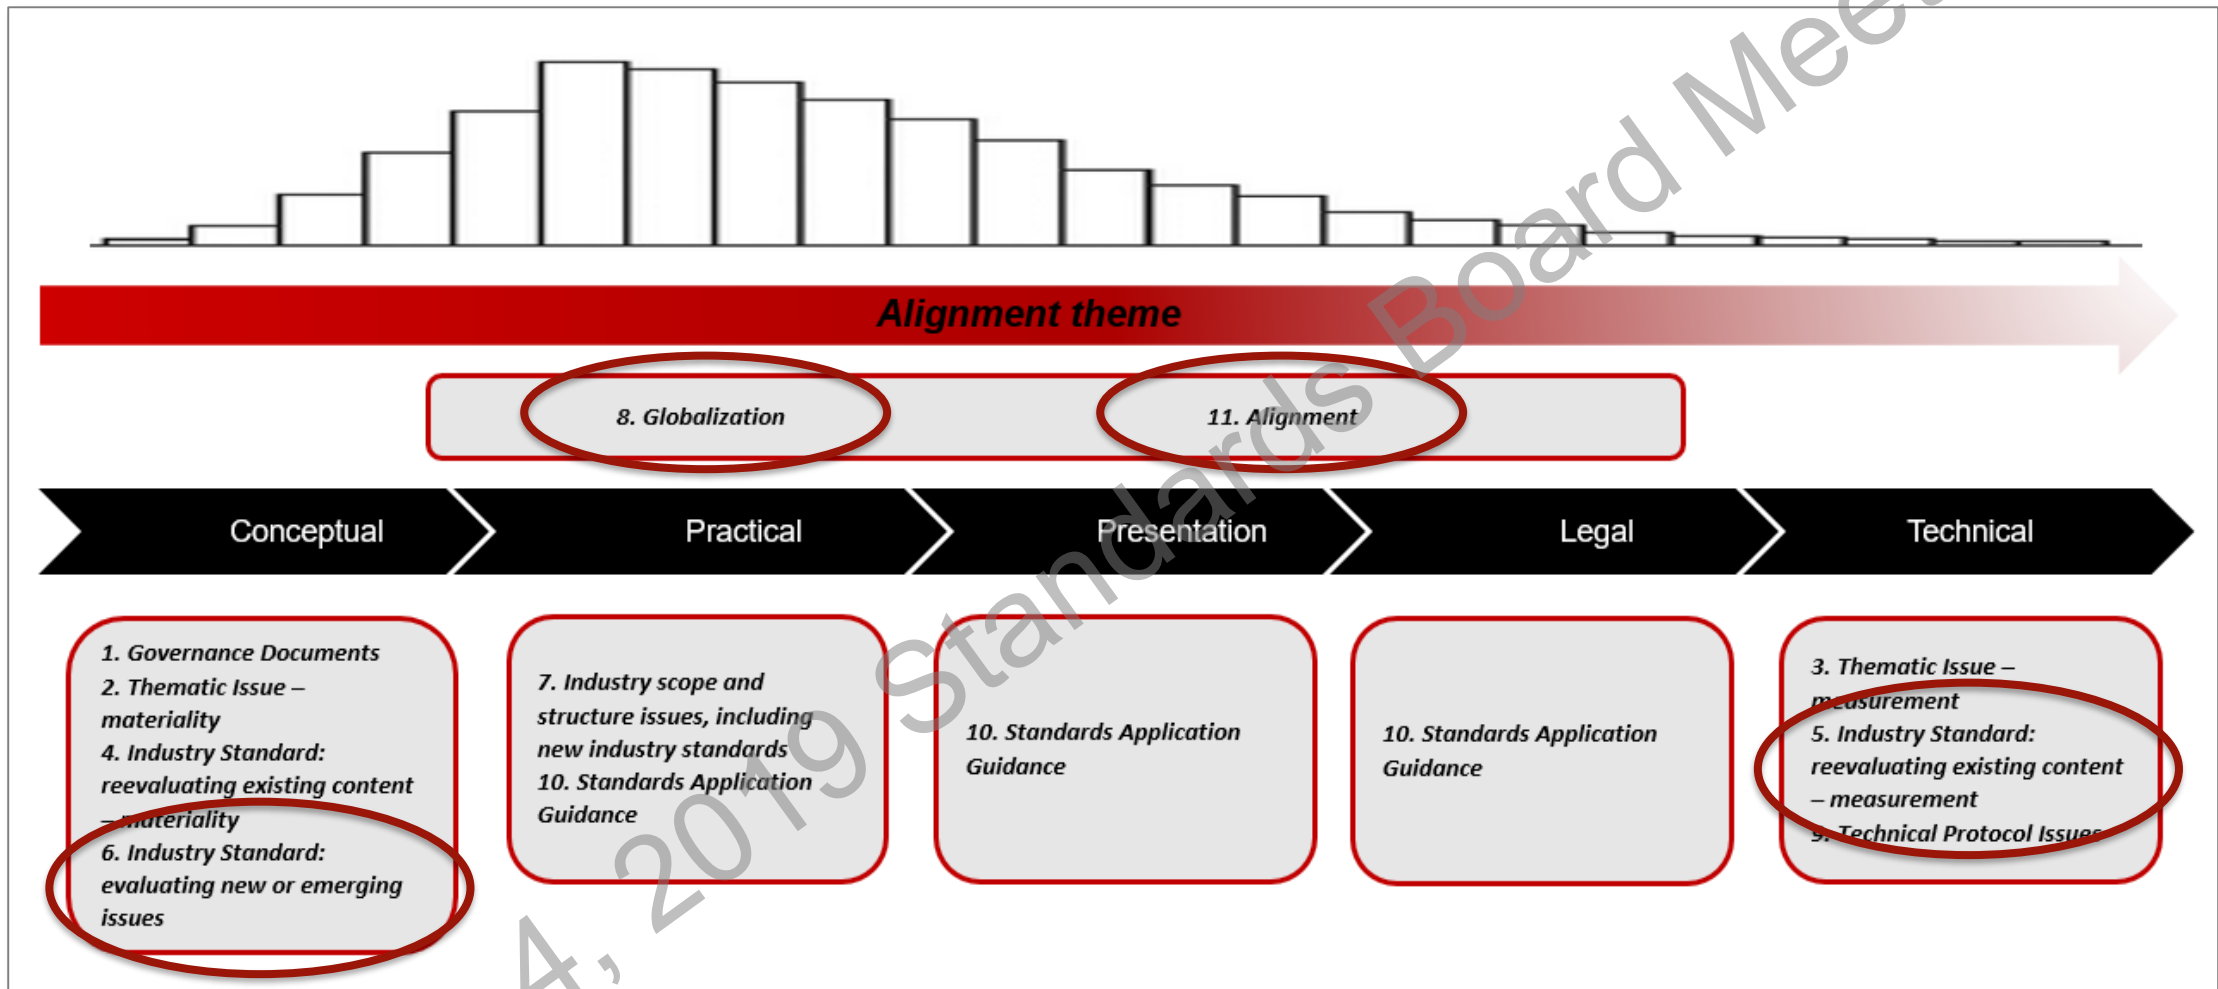 Alignment theme
8. Globalization
11. Alignment
Conceptual
Practical
Presentation
Legal
Technical
1. Governance Documents
2. Thematic Issue –
materiality
4. Industry Standard:
reevaluating existing content
– materiality
6. Industry Standard:
evaluating new or emerging
issues
7. Industry scope and
structure issues, including
new industry standards
10. Standards Application
Guidance
10. Standards Application
Guidance
10. Standards Application
Guidance
3. Thematic Issue –
measurement
5. Industry Standard:
reevaluating existing content
– measurement
9. Technical Protocol Issues
4, 2019 Standards Board